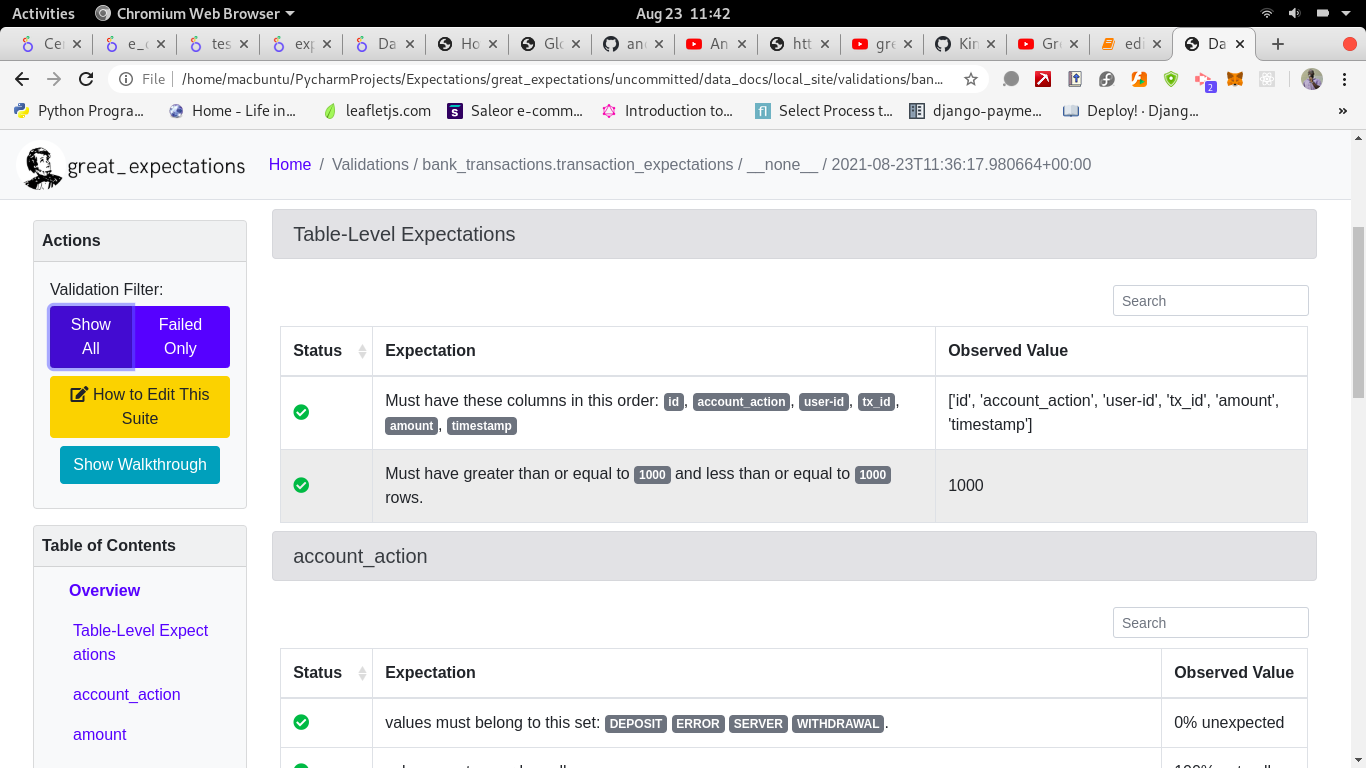 Activities Chromium Web Browser Aug 23 11:42
Ce e_c tes exp Da Ho Glo and An htt gre Kin Gr edi Da
File /home/macbuntu/PycharmProjects/Expectations/great_expectations/uncommitted/data_docs/local_site/validations/ban… 2
Python Progra… Home - Life in… leafletjs.com Saleor e-comm… Introduction to… Select Process t… django-payme… Deploy! · Djang… »
great_expectations Home / Validations / bank_transactions.transaction_expectations / __none__ / 2021-08-23T11:36:17.980664+00:00
Actions
Validation Filter:
Show All
Failed Only
How to Edit This
Suite
Show Walkthrough
Table of Contents
Overview
Table-Level Expect
ations
account_action
amount
Table-Level Expectations
Search
Status Expectation Observed Value
Must have these columns in this order: id, account_action, user-id, tx_id,
amount, timestamp
['id', 'account_action', 'user-id', 'tx_id', 'amount',
'timestamp']
Must have greater than or equal to 1000 and less than or equal to 1000
rows.
1000
account_action
Search
Status Expectation Observed Value
values must belong to this set: DEPOSIT ERROR SERVER WITHDRAWAL. 0% unexpected